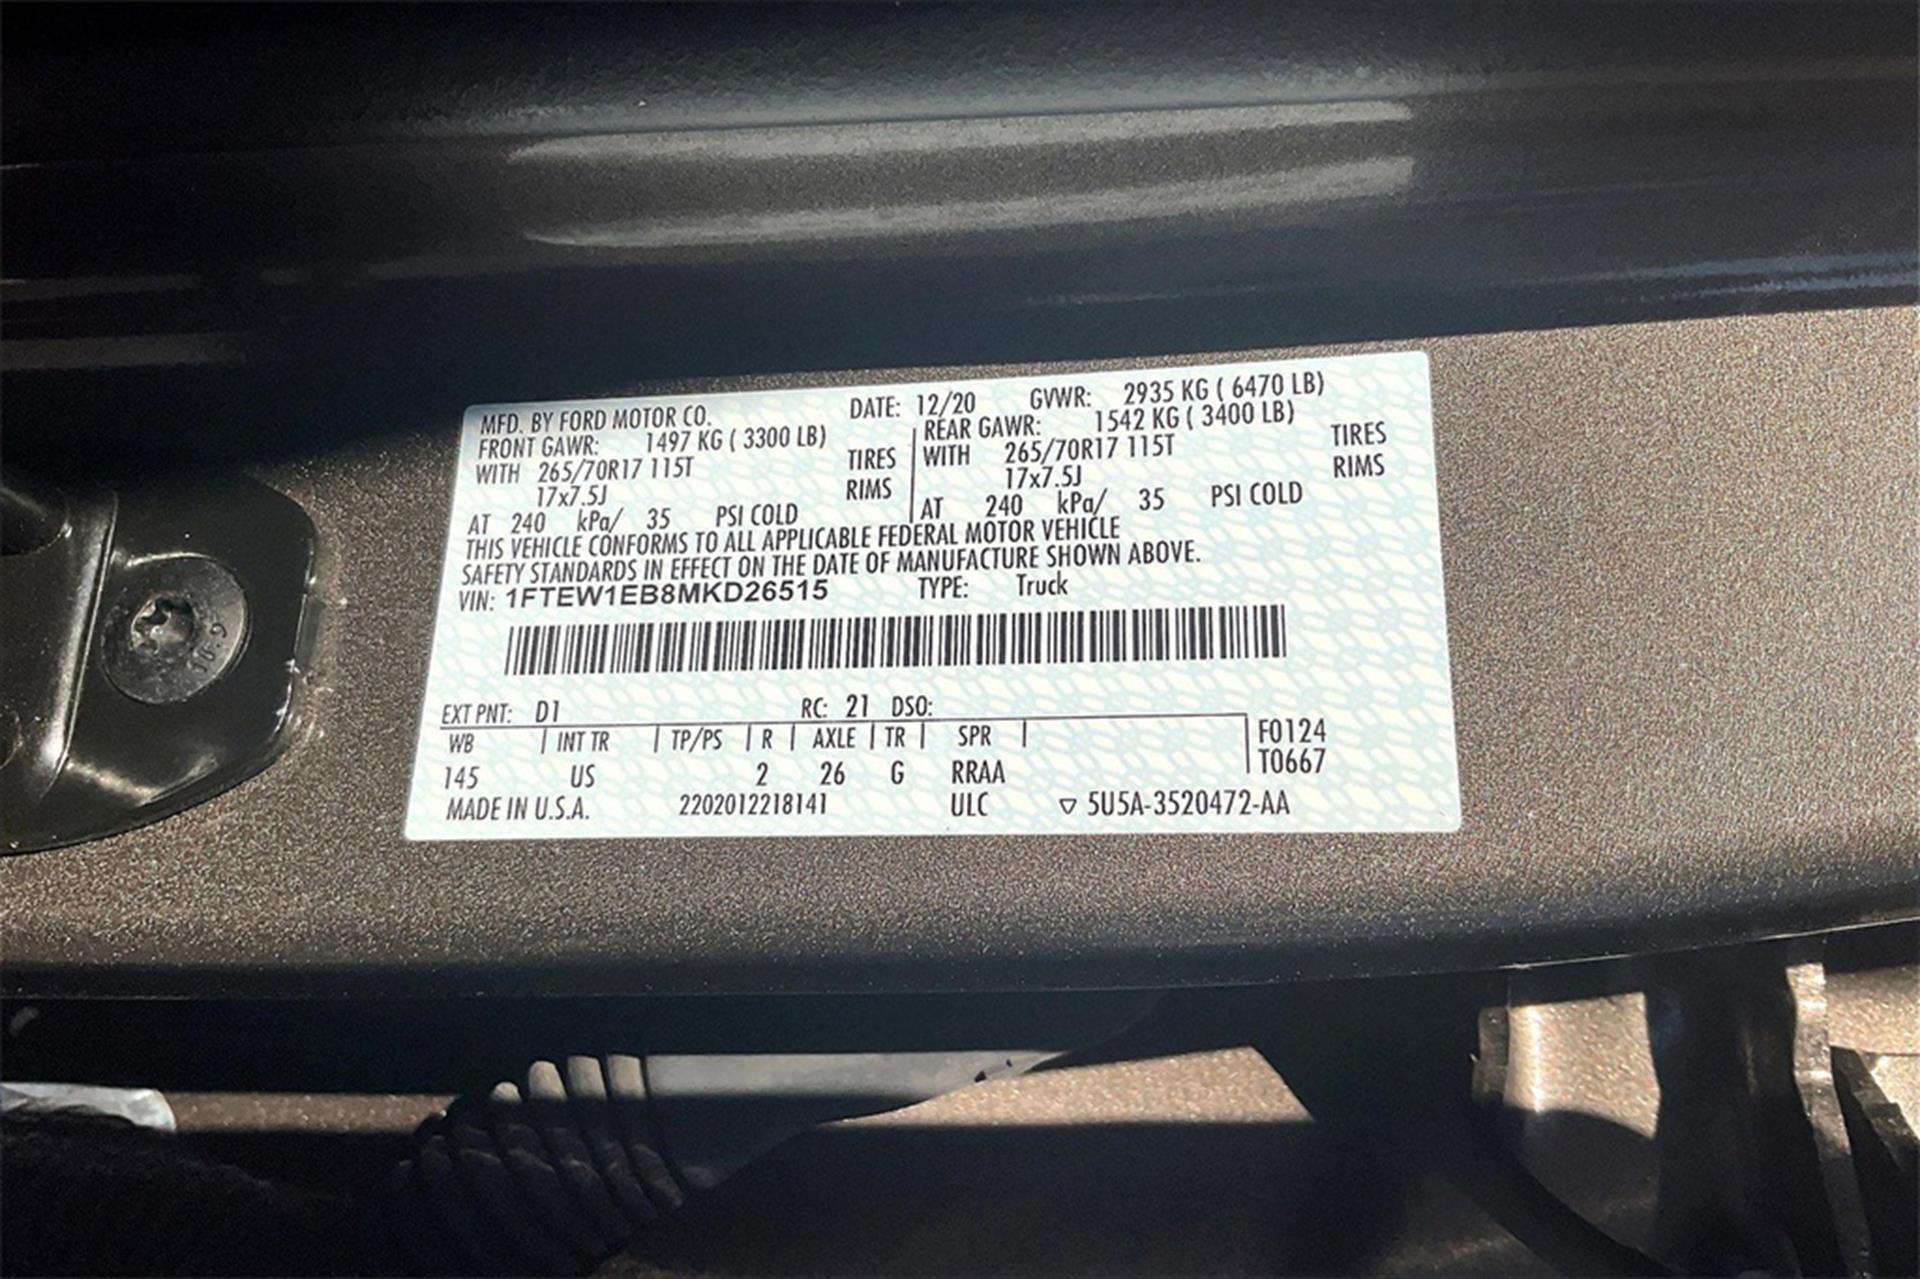 MFD. BY FORD MOTOR CO. DATE: 12/20 GVWR: 2935 KG ( 6470 LB)
FRONT GAWR: 1497 KG ( 3300 LB) REAR GAWR: 1542 KG ( 3400 LB)
WITH 265/70R17 115T TIRES WITH 265/70R17 115T TIRES
17x7.5J RIMS 17x7.5J RIMS
AT 240 kPa/ 35 PSI COLD AT 240 kPa/ 35 PSI COLD
THIS VEHICLE CONFORMS TO ALL APPLICABLE FEDERAL MOTOR VEHICLE
SAFETY STANDARDS IN EFFECT ON THE DATE OF MANUFACTURE SHOWN ABOVE.
VIN: 1FTEW1EB8MKD26515 TYPE: Truck
EXT PNT: D1 RC: 21 DSO:
WB | INT TR | TP/PS | R | AXLE | TR | SPR | F0124
145 US 2 26 G RRAA T0667
MADE IN U.S.A. 2202012218141 ULC ▽ 5U5A-3520472-AA
10.9